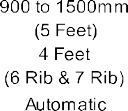 900 to 1500mm
(5 Feet)
4 Feet
(6 Rib & 7 Rib)
Automatic